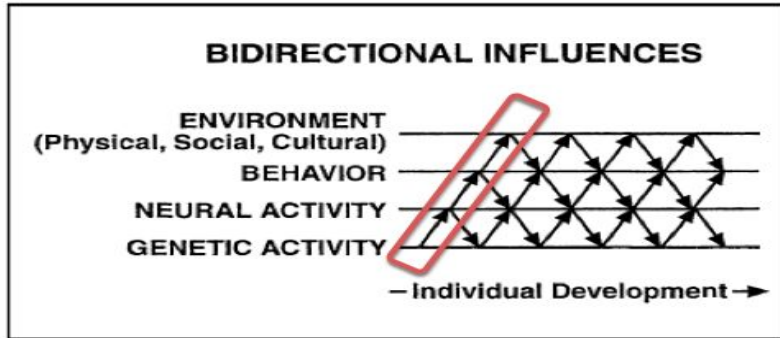 BIDIRECTIONAL INFLUENCES
ENVIRONMENT
(Physical, Social, Cultural)
BEHAVIOR
NEURAL ACTIVITY
GENETIC ACTIVITY
Individual Development